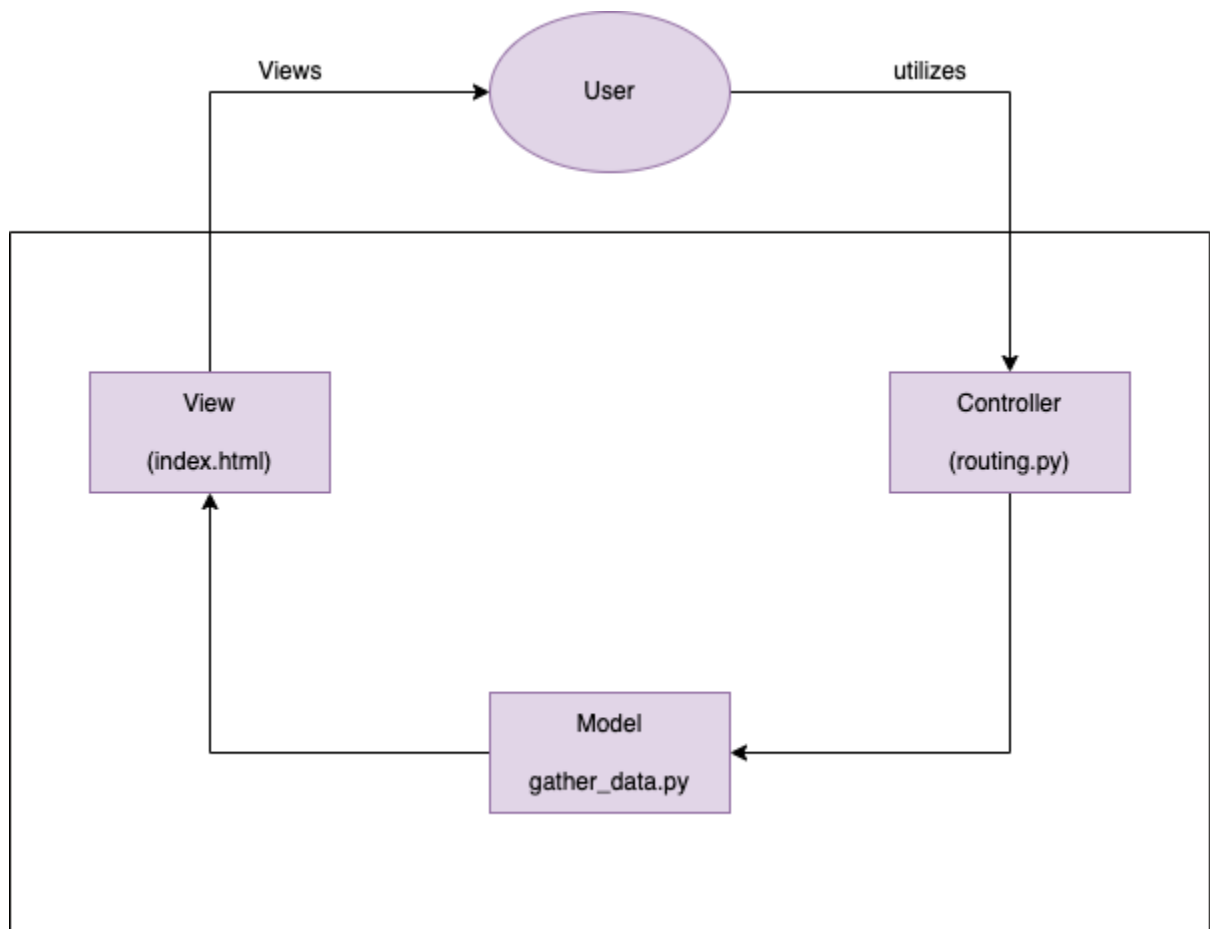 Views
User
utilizes
View
(index.html)
Controller
(routing.py)
Model
gather_data.py